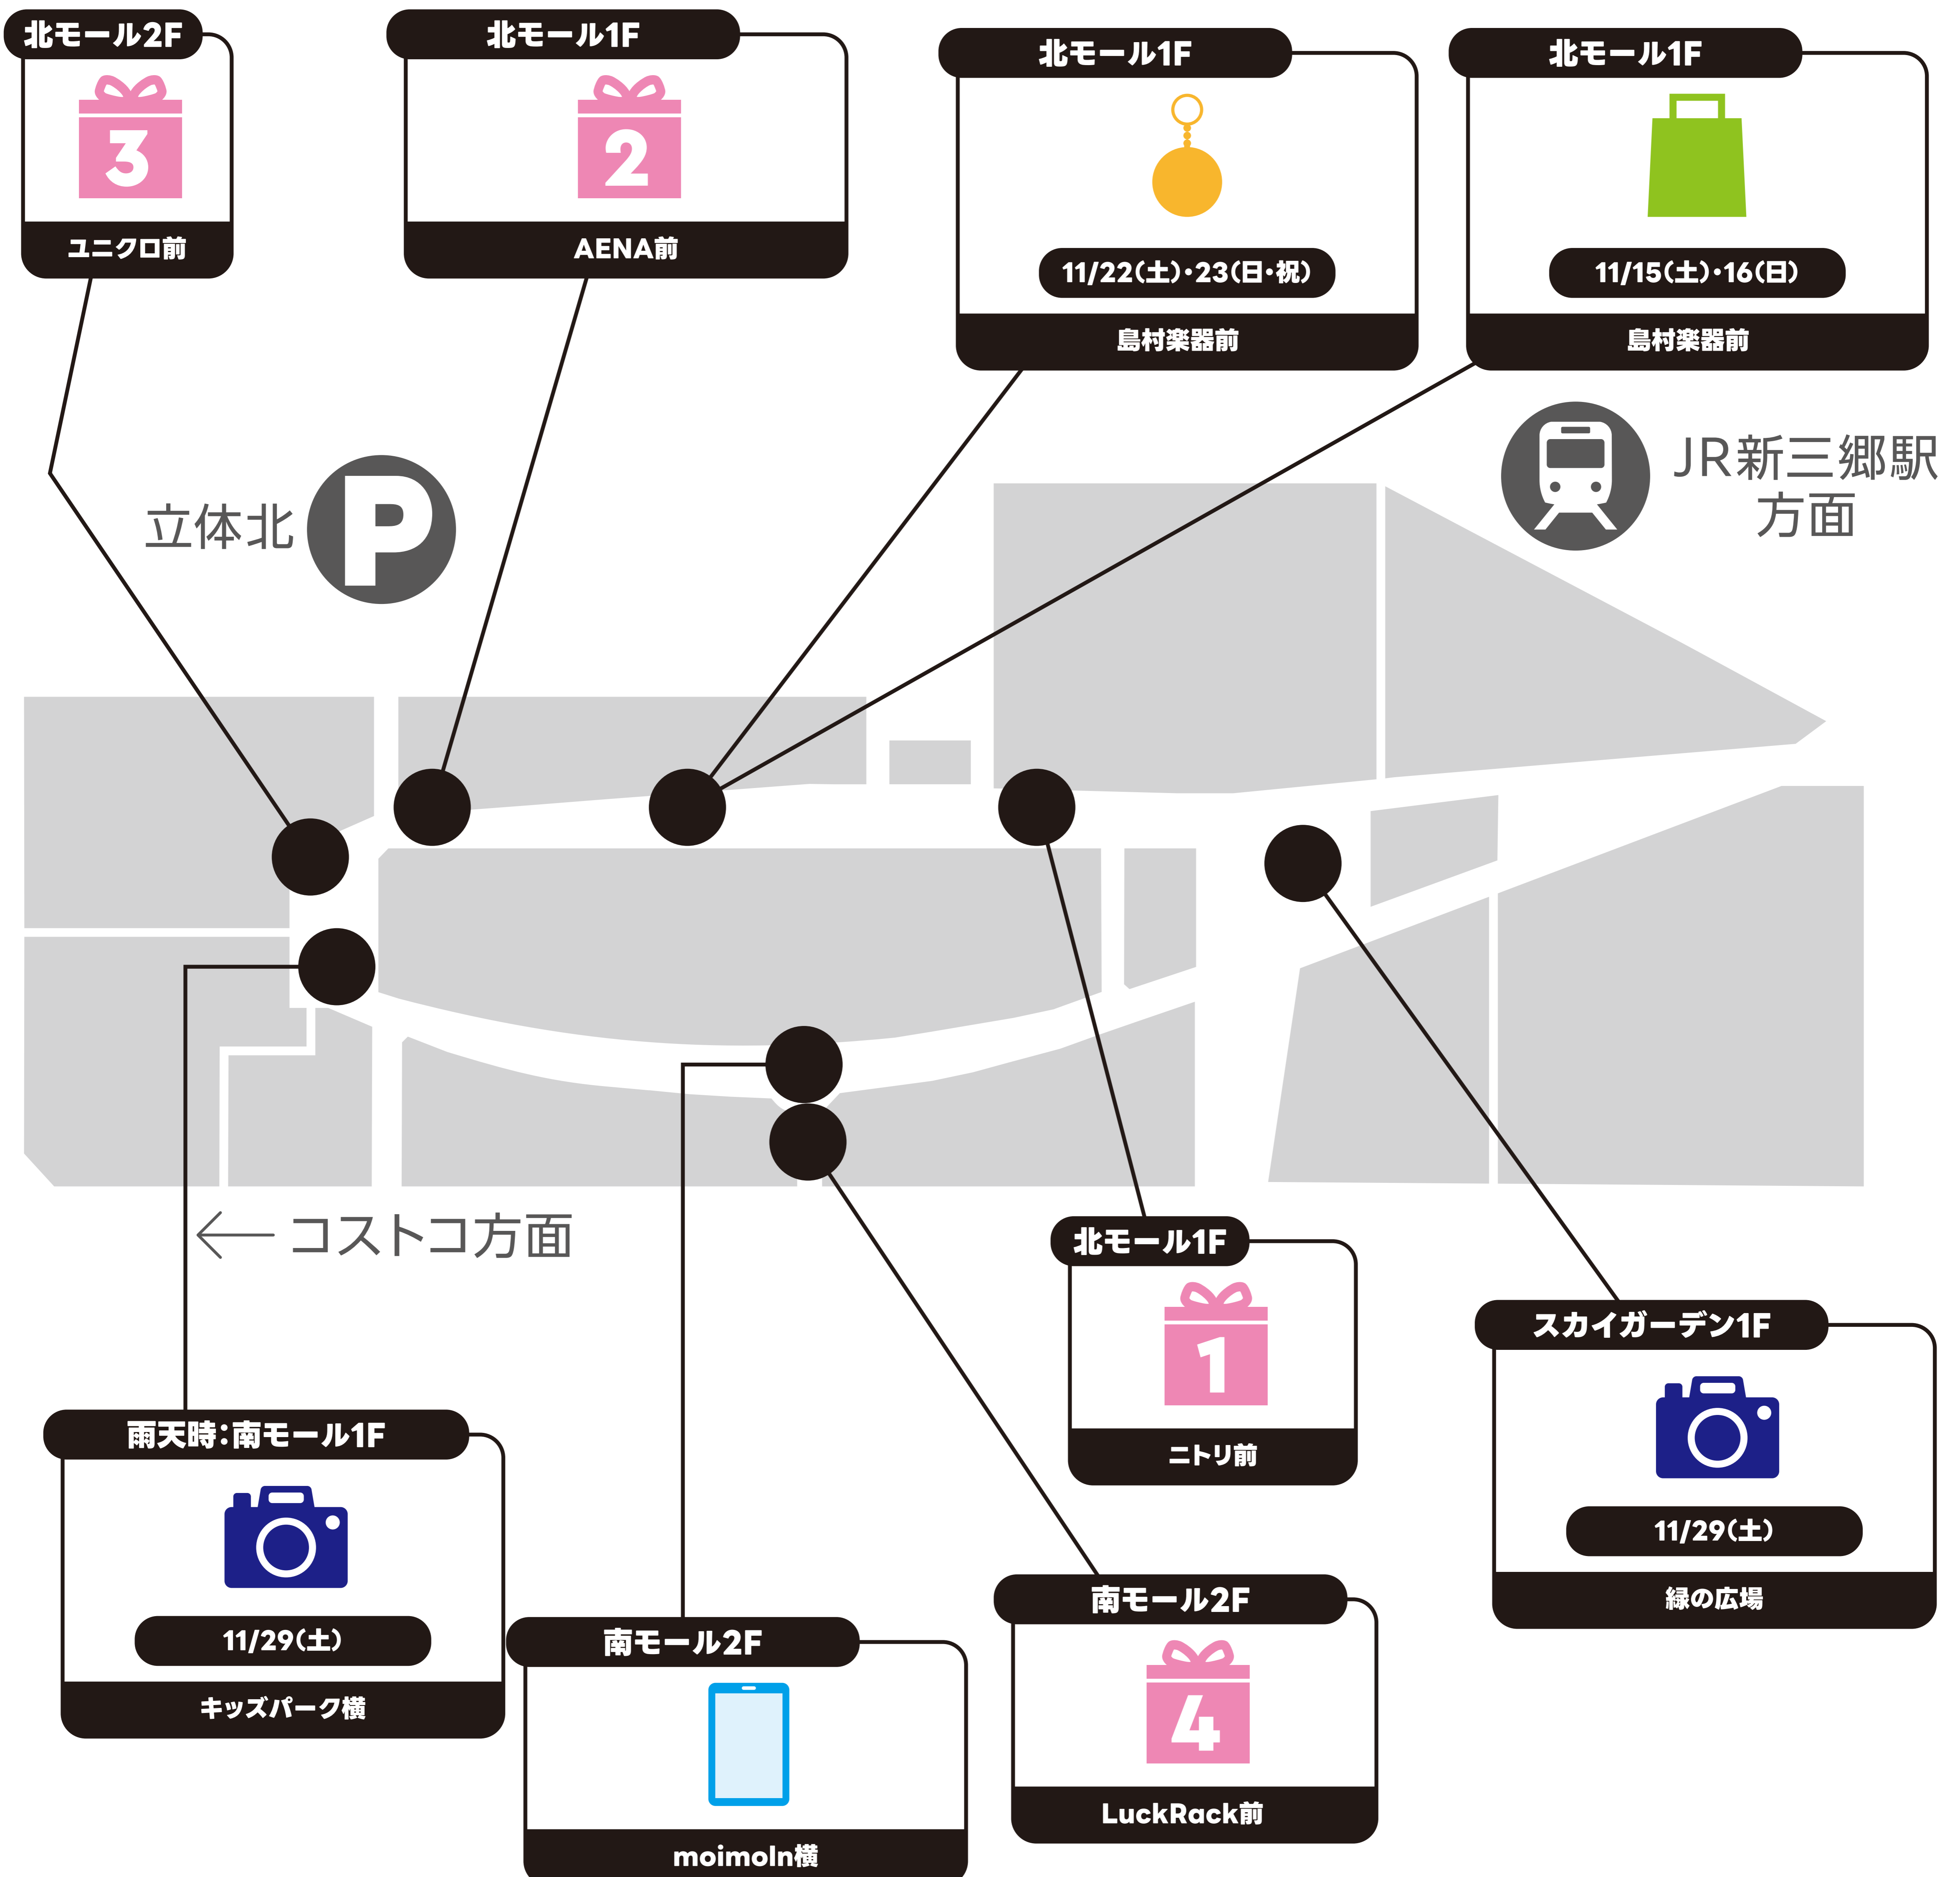 北モール2F
3
ユニクロ前
北モール1F
2
AENA前
北モール1F
11/22(土)・23(日・祝)
島村楽器前
北モール1F
11/15(土)・16(日)
島村楽器前
立体北
P
JR新三郷駅
方面
←コストコ方面
北モール1F
1
ニトリ前
スカイガーデン1F
11/29(土)
緑の広場
雨天時:南モール1F
11/29(土)
キッズパーク横
南モール2F
moimoln横
南モール2F
4
LuckRack前